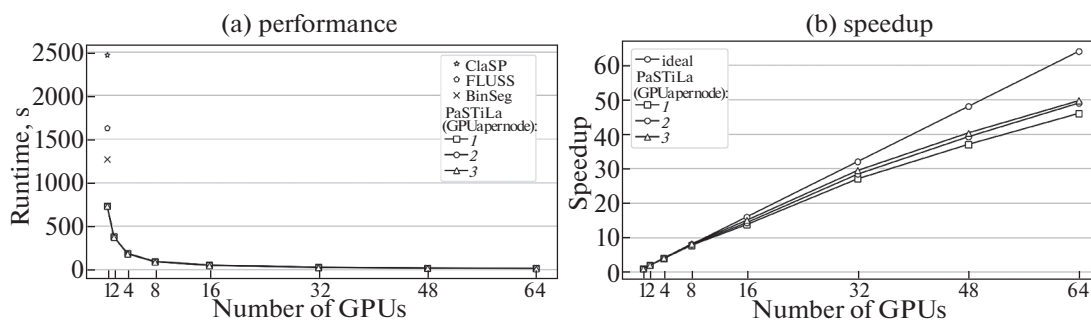 (a) performance
Runtime, s
2500
2000
1500
1000
500
0
ClaSP
FLUSS
BinSeg
PaSTiLa
(GPUapernode):
1
2
3
1 2 4 8 16 32 48 64
Number of GPUs
(b) speedup
Speedup
60
50
40
30
20
10
0
ideal
PaSTiLa
(GPUapernode):
1
2
3
1 2 4 8 16 32 48 64
Number of GPUs